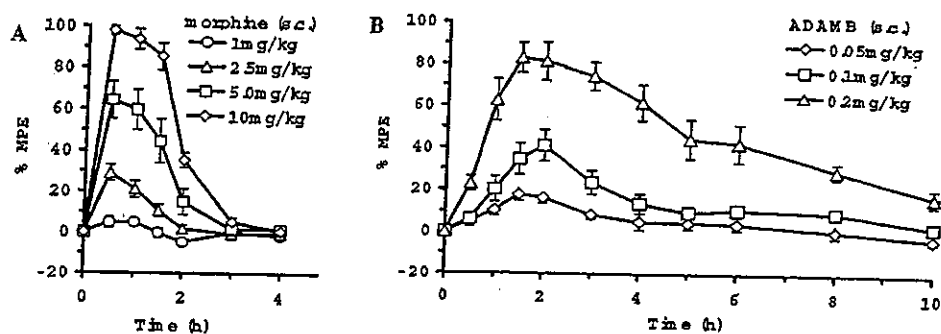 A
morphine (s.c.)
1mg/kg
2.5mg/kg
5.0mg/kg
10mg/kg
% MPE
100
80
60
40
20
0
-20
0
2
4
Time (h)
B
ADAMB (s.c.)
0.05mg/kg
0.1mg/kg
0.2mg/kg
% MPE
100
80
60
40
20
0
-20
0
2
4
6
8
10
Time (h)